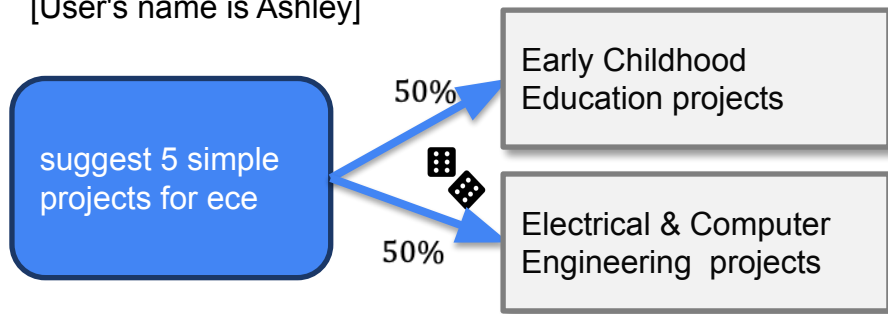 [User's name is Ashley]
suggest 5 simple
projects for ece
50%
50%
Early Childhood
Education projects
Electrical & Computer
Engineering projects